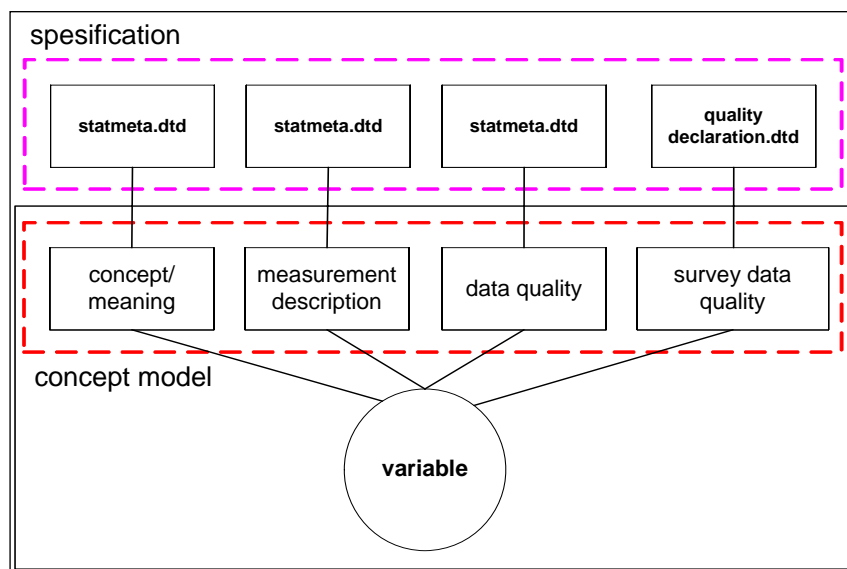 spesification
statmeta.dtd
statmeta.dtd
statmeta.dtd
quality
declaration.dtd
concept/
meaning
measurement
description
data quality
survey data
quality
concept model
variable